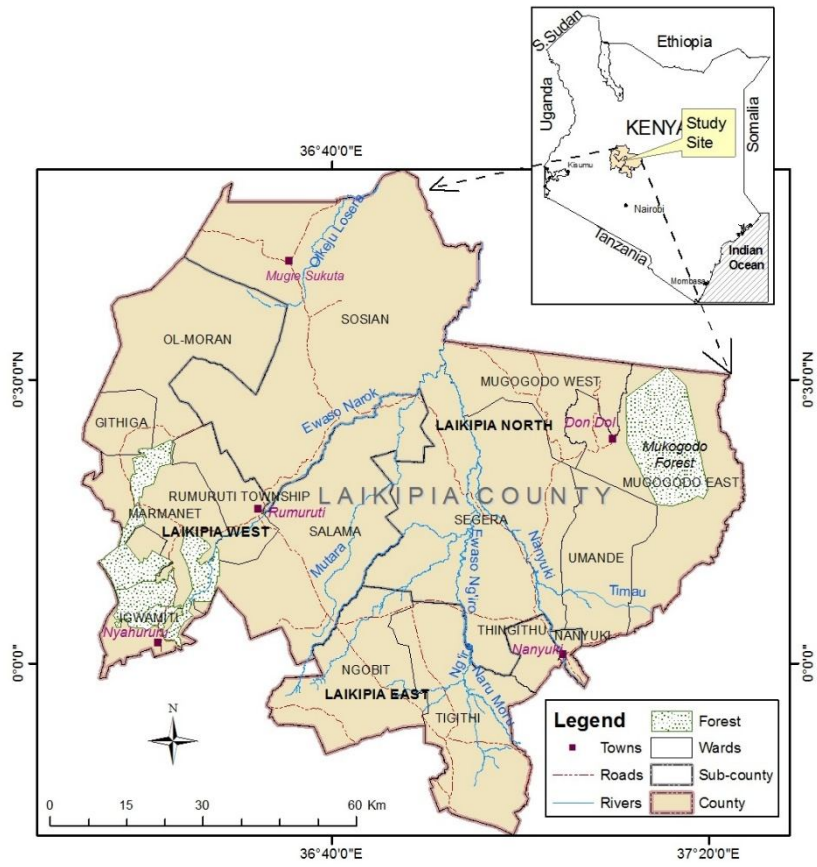 S.Sudan
Ethiopia
Uganda
Somalia
KENYA
Study
Site
Kisumu
Nairobi
Tanzania
Indian
Ocean
Mombasa
36°40'0"E
0°30'0"N
0°30'0"N
Olkeju Losera
Mugie Sukuta
SOSIAN
OL-MORAN
MUGOGODO WEST
Ewaso Narok
GITHIGA
LAIKIPIA NORTH
Don Dol
Mukogodo
Forest
MUGOGODO EAST
RUMURUTI TOWNSHIP
LAIKIPIA COUNTY
MARMANET
Rumuruti
LAIKIPIA WEST
SALAMA
SEGERA
Mutara
Ewaso Ng'iro
Nanyuki
UMANDE
Timau
IGWAMITI
Nyahururu
THINGITHU
NANYUKI
Nanyuki
0°0'0"
0°0'0"
NGOBIT
Ng'iro
Naru Moru
LAIKIPIA EAST
TIGITHI
N
0 15 30 60 Km
Legend
Towns
Roads
Rivers
Forest
Wards
Sub-county
County
36°40'0"E
37°20'0"E